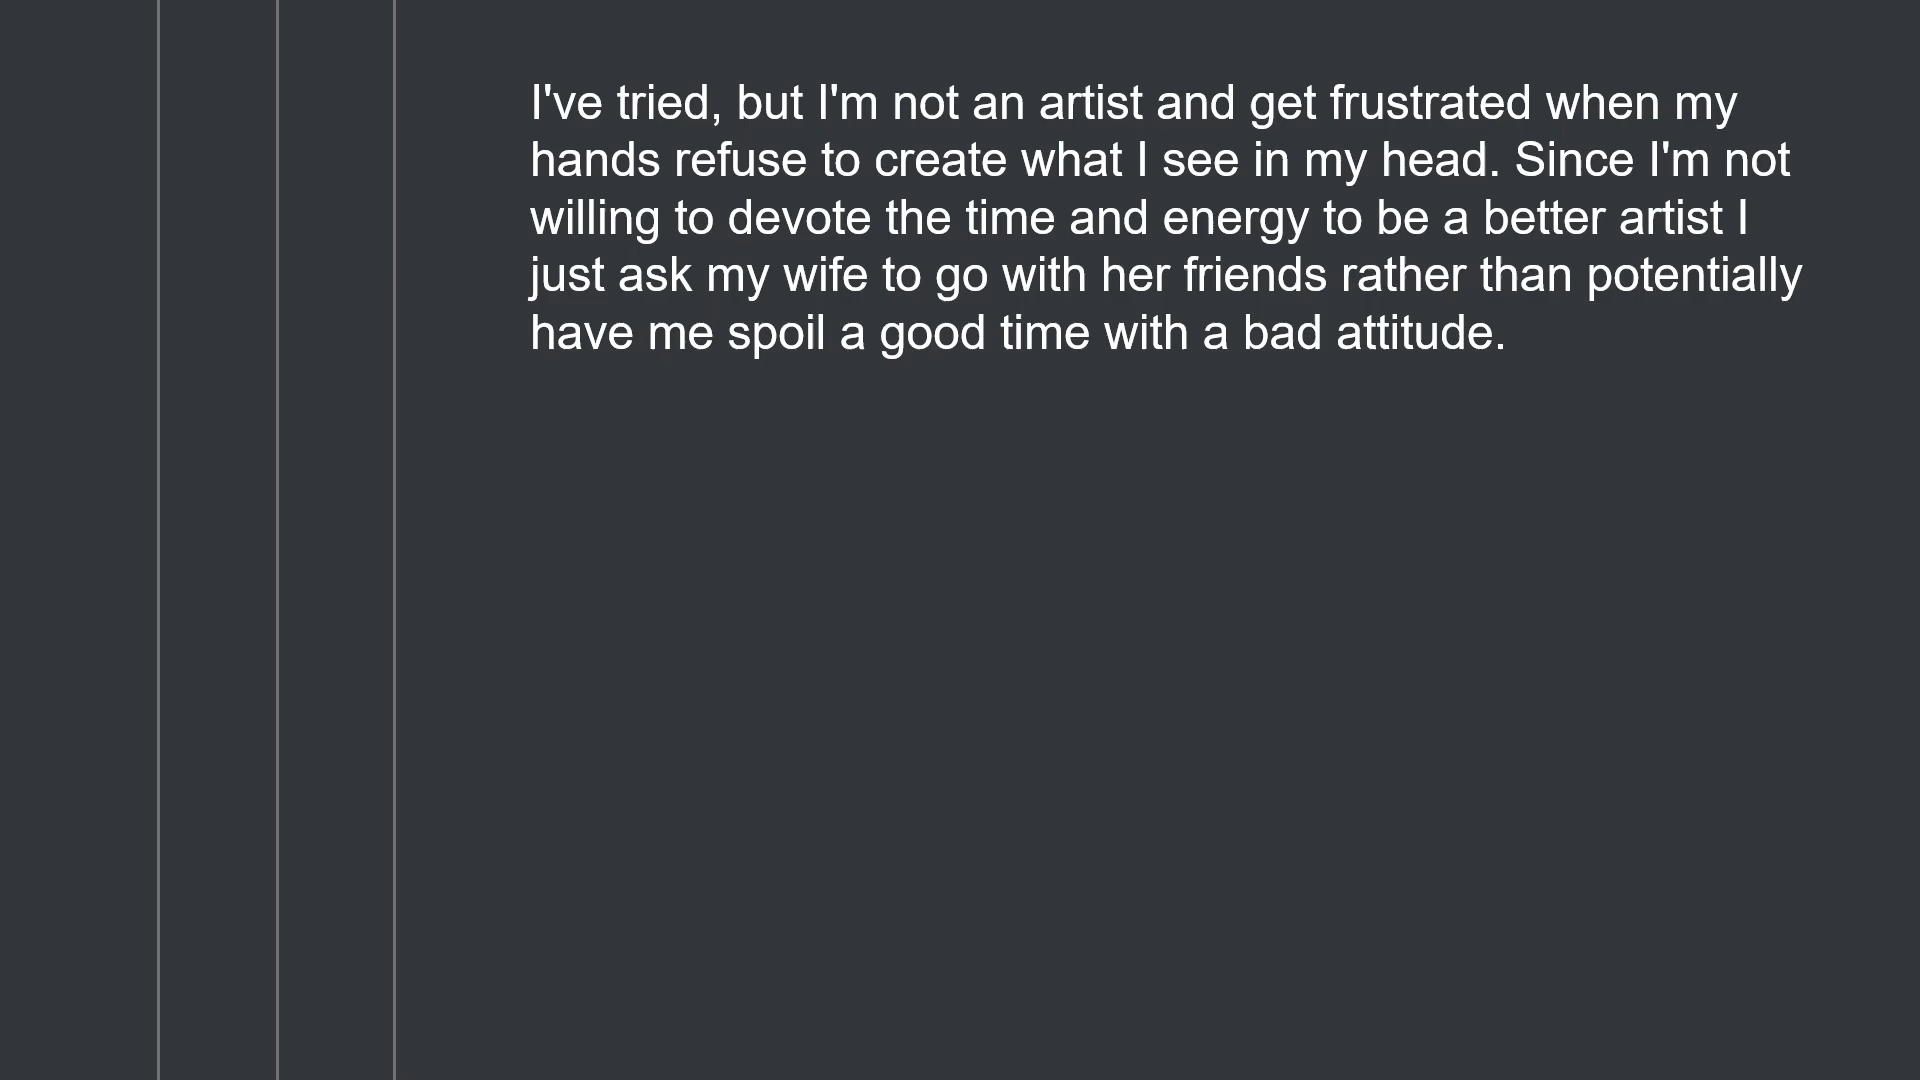 I've tried, but I'm not an artist and get frustrated when my
hands refuse to create what I see in my head. Since I'm not
willing to devote the time and energy to be a better artist I
just ask my wife to go with her friends rather than potentially
have me spoil a good time with a bad attitude.